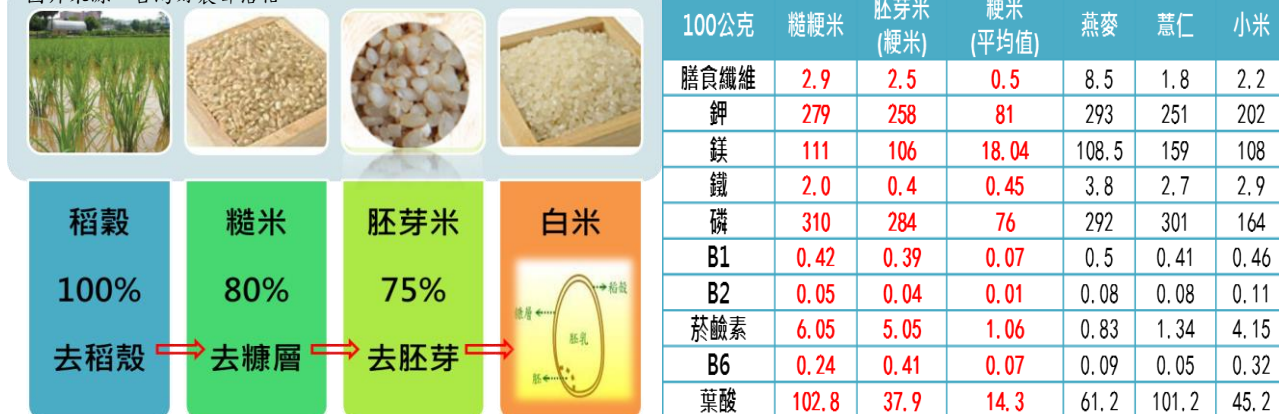 稻穀
100%
去稻殼
糙米
80%
去糠層
胚芽米
75%
去胚芽
白米
稻殼
糠層
胚乳
胚
100公克 糙粳米 胚芽米(粳米) 粳米(平均值) 燕麥 薏仁 小米
膳食纖維 2.9 2.5 0.5 8.5 1.8 2.2
鉀 279 258 81 293 251 202
鎂 111 106 18.04 108.5 159 108
鐵 2.0 0.4 0.45 3.8 2.7 2.9
磷 310 284 76 292 301 164
B1 0.42 0.39 0.07 0.5 0.41 0.46
B2 0.05 0.04 0.01 0.08 0.08 0.11
菸鹼素 6.05 5.05 1.06 0.83 1.34 4.15
B6 0.24 0.41 0.07 0.09 0.05 0.32
葉酸 102.8 37.9 14.3 61.2 101.2 45.2